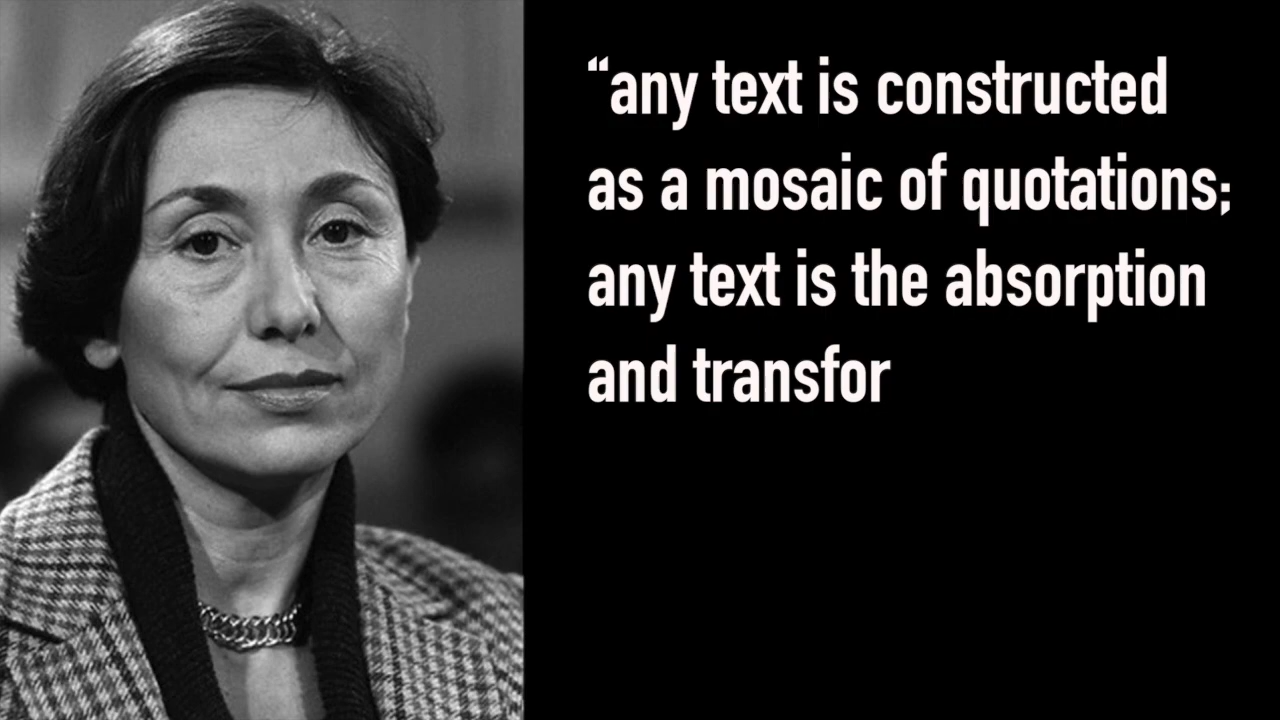 “any text is constructed
as a mosaic of quotations;
any text is the absorption
and transfor